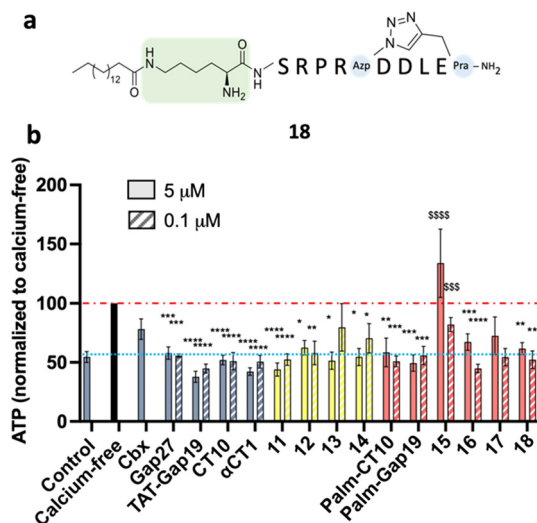 a
12
O
N
H
NH₂
O
N
H
S R P R Azp D D L E Pra -NH₂
N=N
N
18
b
ATP (normalized to calcium-free)
200
150
100
50
0
5 µM
0.1 µM
*** ***
**** ****
**** ****
**** ****
**** ****
* **
*
* *
** ***
*** ***
$$$$ $$$
*** ****
** **
Control
Calcium-free
Cbx
Gap27
TAT-Gap19
CT10
αCT1
11
12
13
14
Palm-CT10
Palm-Gap19
15
16
17
18